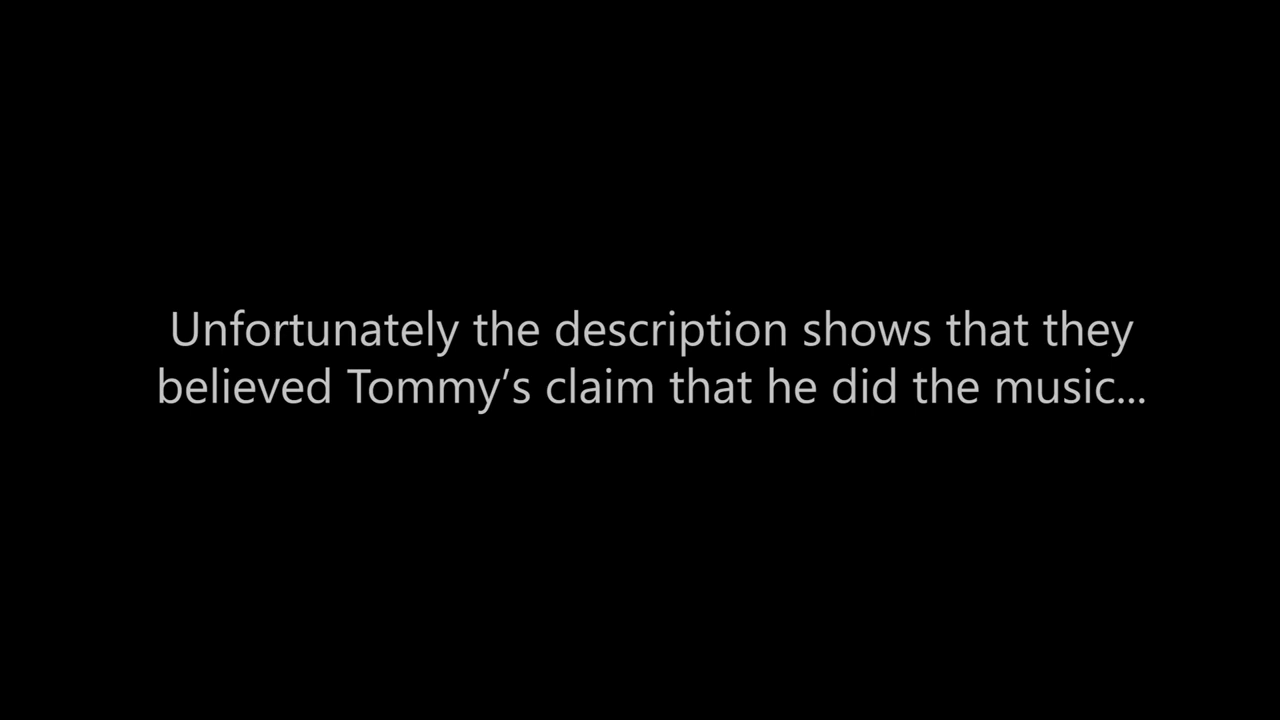 Unfortunately the description shows that they
believed Tommy's claim that he did the music...